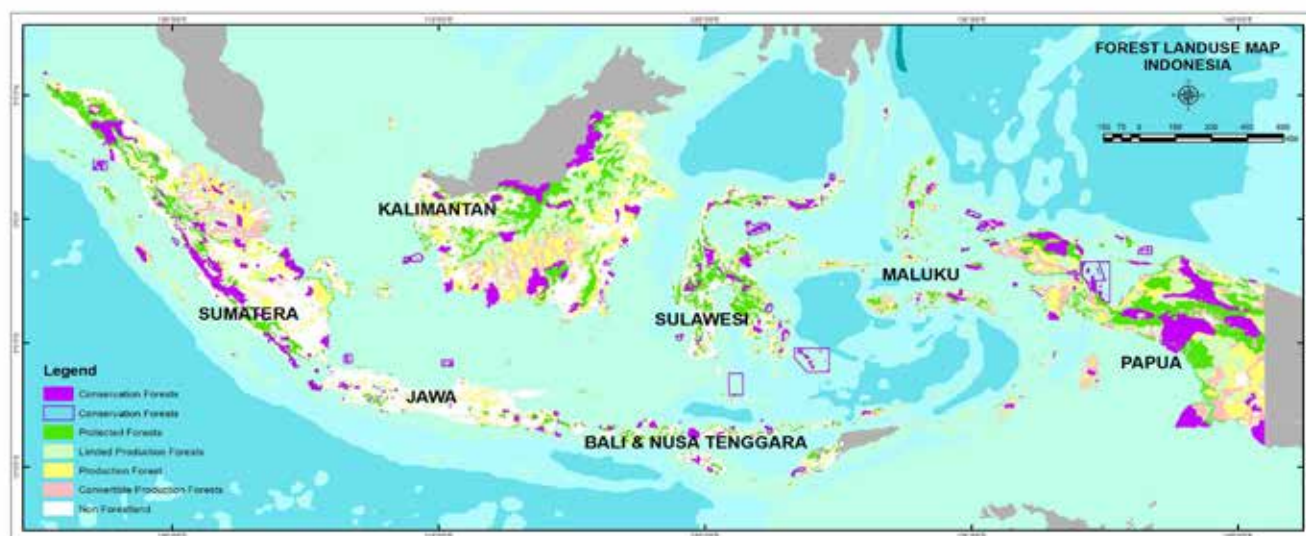 FOREST LANDUSE MAP
INDONESIA
KALIMANTAN
MALUKU
SUMATERA
SULAWESI
PAPUA
JAWA
BALI & NUSA TENGGARA
Legend
Conservation Forests
Conservation Forests
Protected Forests
Limited Production Forests
Production Forest
Convertible Production Forests
Non Forestland